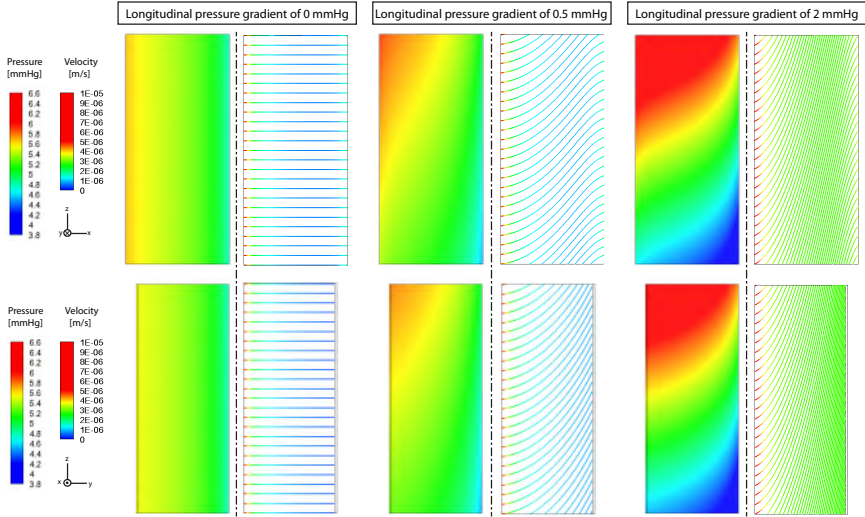 Longitudinal pressure gradient of 0 mmHg
Longitudinal pressure gradient of 0.5 mmHg
Longitudinal pressure gradient of 2 mmHg
Pressure
[mmHg]
Velocity
[m/s]
6.6
6.4
6.2
6
5.8
5.6
5.4
5.2
5
4.8
4.6
4.4
4.2
4
3.8
1E-05
9E-06
8E-06
7E-06
6E-06
5E-06
4E-06
3E-06
2E-06
1E-06
0
z
y
x
Pressure
[mmHg]
Velocity
[m/s]
6.6
6.4
6.2
6
5.8
5.6
5.4
5.2
5
4.8
4.6
4.4
4.2
4
3.8
1E-05
9E-06
8E-06
7E-06
6E-06
5E-06
4E-06
3E-06
2E-06
1E-06
0
z
x
y